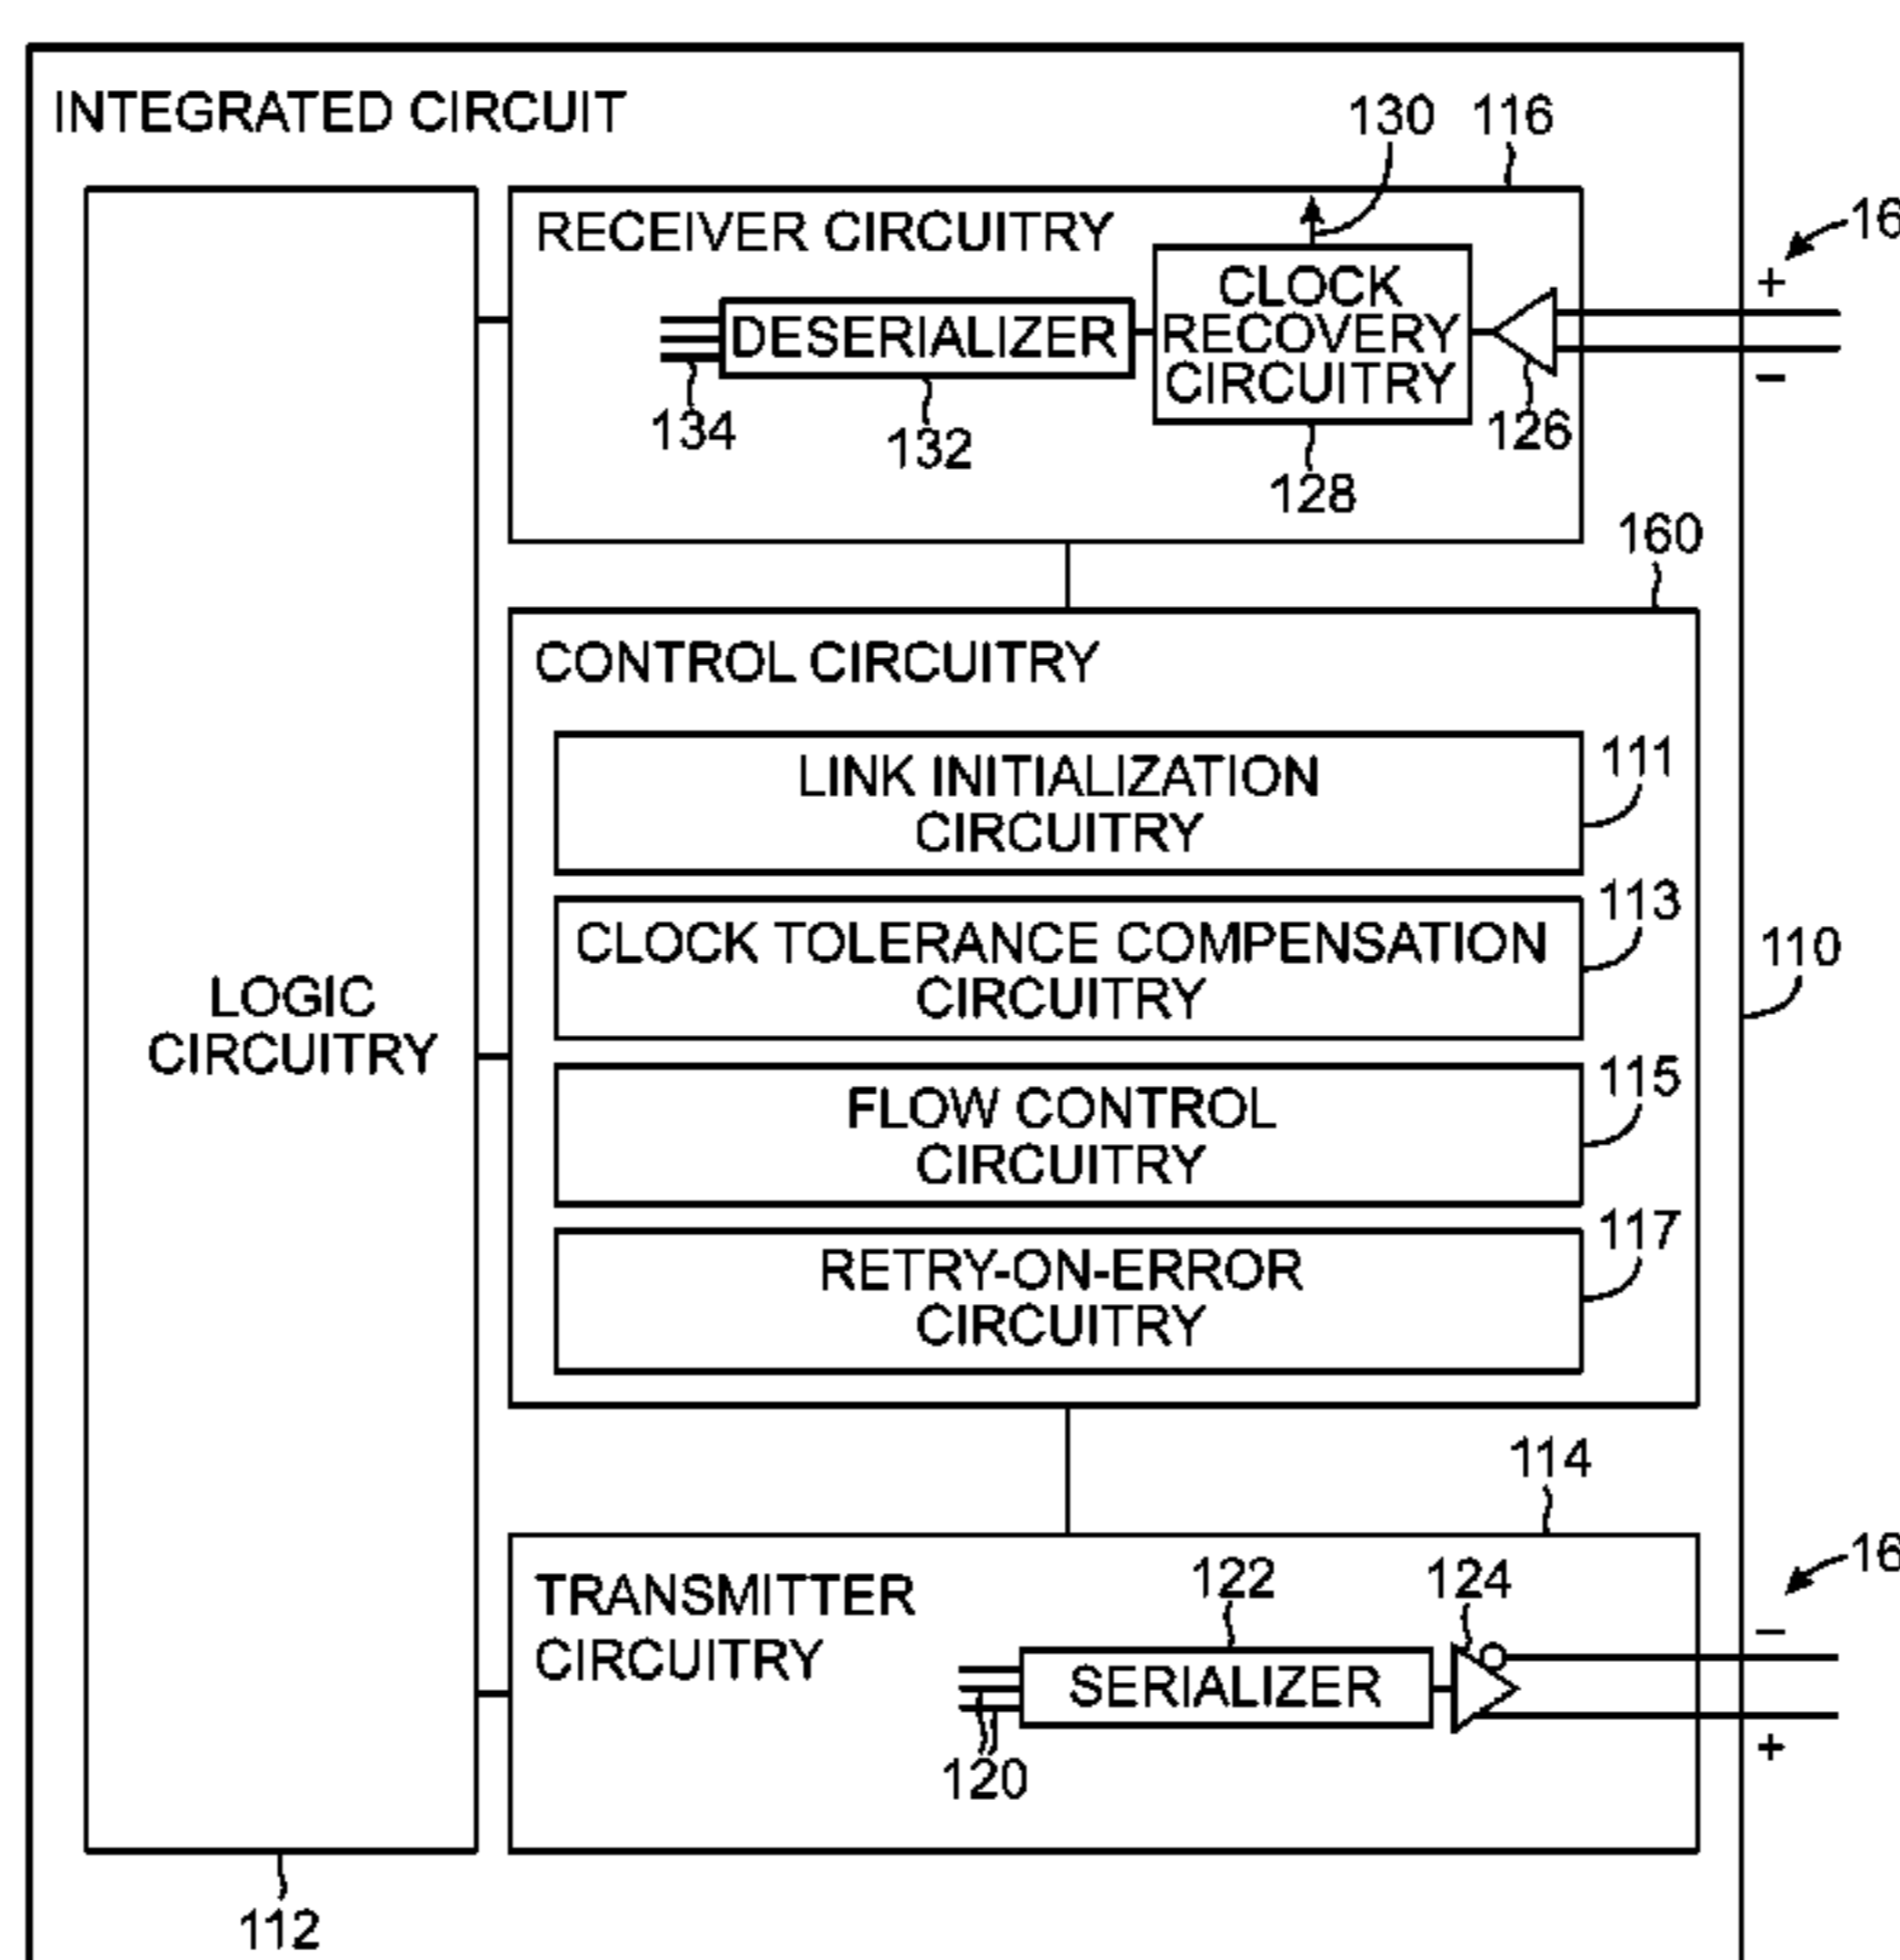 INTEGRATED CIRCUIT
130
116
16
RECEIVER CIRCUITRY
+
CLOCK
RECOVERY
CIRCUITRY
DESERIALIZER
−
134
132
126
128
160
CONTROL CIRCUITRY
LINK INITIALIZATION
CIRCUITRY
111
CLOCK TOLERANCE COMPENSATION
CIRCUITRY
113
110
LOGIC
CIRCUITRY
FLOW CONTROL
CIRCUITRY
115
RETRY-ON-ERROR
CIRCUITRY
117
114
16
TRANSMITTER
CIRCUITRY
122
124
−
SERIALIZER
+
120
112